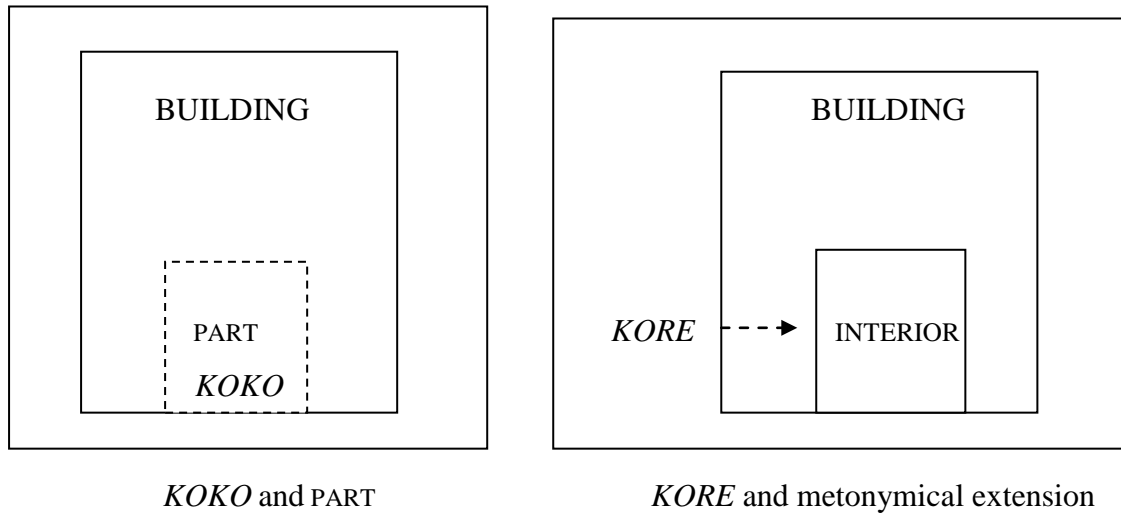 BUILDING
PART
KOKO
KOKO and PART
BUILDING
KORE
INTERIOR
KORE and metonymical extension